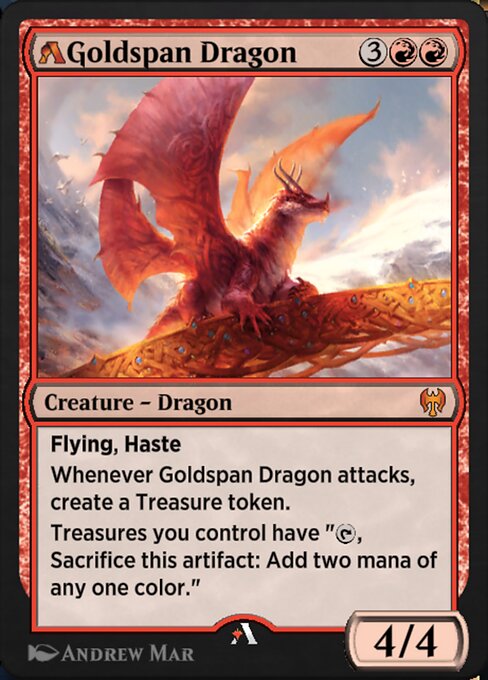 Goldspan Dragon 3
Creature – Dragon
Flying, Haste
Whenever Goldspan Dragon attacks,
create a Treasure token.
Treasures you control have ",
Sacrifice this artifact: Add two mana of
any one color."
4/4
Andrew Mar